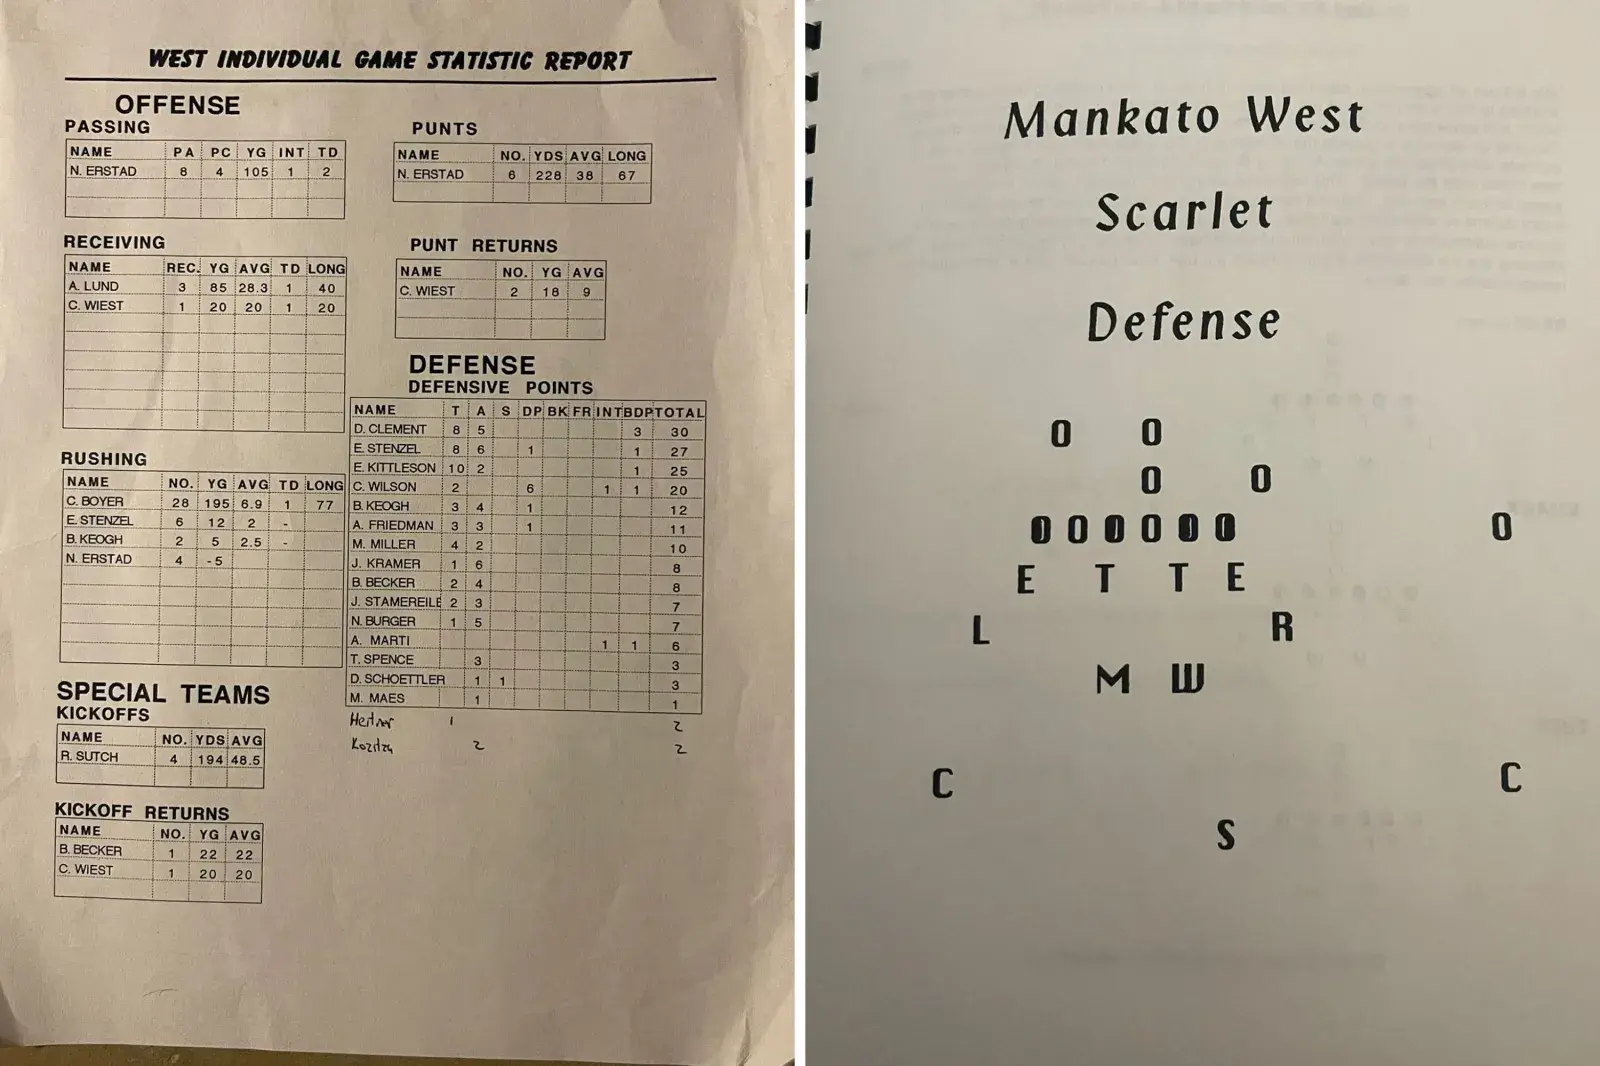 WEST INDIVIDUAL GAME STATISTIC REPORT
OFFENSE
PASSING
NAME PA PC YG INT TD
N. ERSTAD 8 4 105 1 2
RECEIVING
NAME REC. YG AVG TD LONG
A. LUND 3 85 28.3 1 40
C. WIEST 1 20 20 1 20
RUSHING
NAME NO. YG AVG TD LONG
C. BOYER 28 195 6.9 1 77
E. STENZEL 6 12 2 -
B. KEOGH 2 5 2.5 -
N. ERSTAD 4 -5
SPECIAL TEAMS
KICKOFFS
NAME NO. YDS AVG
R. SUTCH 4 194 48.5
KICKOFF RETURNS
NAME NO. YG AVG
B. BECKER 1 22 22
C. WIEST 1 20 20
PUNTS
NAME NO. YDS AVG LONG
N. ERSTAD 6 228 38 67
PUNT RETURNS
NAME NO. YG AVG
C. WIEST 2 18 9
DEFENSE
DEFENSIVE POINTS
NAME T A S DP BK FR INT BDP TOTAL
D. CLEMENT 8 5 3 30
E. STENZEL 8 6 1 1 27
E. KITTLESON 10 2 1 25
C. WILSON 2 6 1 1 20
B. KEOGH 3 4 1 12
A. FRIEDMAN 3 3 1 11
M. MILLER 4 2 10
J. KRAMER 1 6 8
B. BECKER 2 4 8
J. STAMEREILE 2 3 7
N. BURGER 1 5 7
A. MARTI 1 1 6
T. SPENCE 3 3
D. SCHOETTLER 1 1 3
M. MAES 1 1
1 2
2 2
Mankato West
Scarlet
Defense
O O
O O
O O O O O O O
E T T E
L R
M W
C C
S